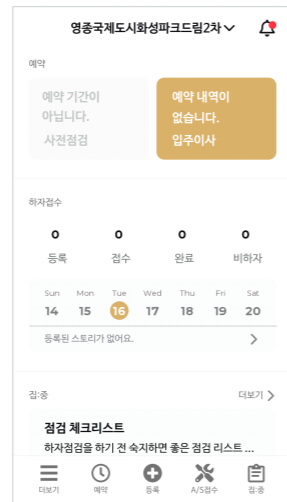 영종국제도시화성파크드림2차
예약
예약 기간이
아닙니다.
사전점검
예약 내역이
없습니다.
입주이사
하자접수
0 0 0 0
등록 접수 완료 비하자
Sun Mon Tue Wed Thu Fri Sat
14 15 16 17 18 19 20
등록된 스토리가 없어요.
집:중 더보기
점검 체크리스트
하자점검을 하기 전 숙지하면 좋은 점검 리스트 ...
더보기 예약 등록 A/S접수 집:중